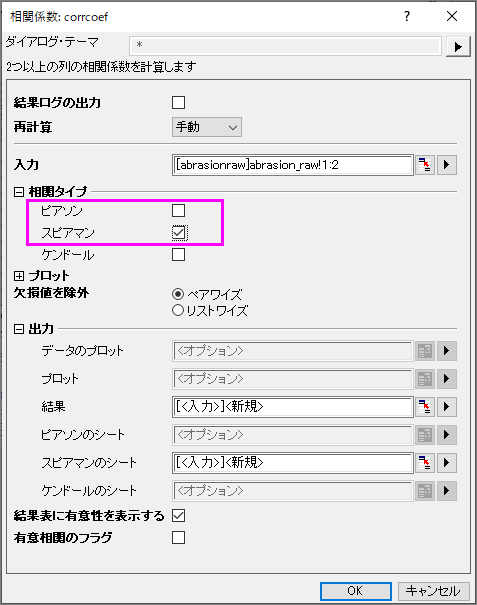 相関係数: corrcoef
ダイアログ・テーマ *
2つ以上の列の相関係数を計算します
結果ログの出力
再計算 手動
入力 [abrasionraw]abrasion_raw!1:2
相関タイプ
ピアソン
スピアマン
ケンドール
プロット
欠損値を除外 ペアワイズ
リストワイズ
出力
データのプロット <オプション>
プロット <オプション>
結果 [<入力>]<新規>
ピアソンのシート <オプション>
スピアマンのシート [<入力>]<新規>
ケンドールのシート <オプション>
結果表に有意性を表示する
有意相関のフラグ
OK キャンセル